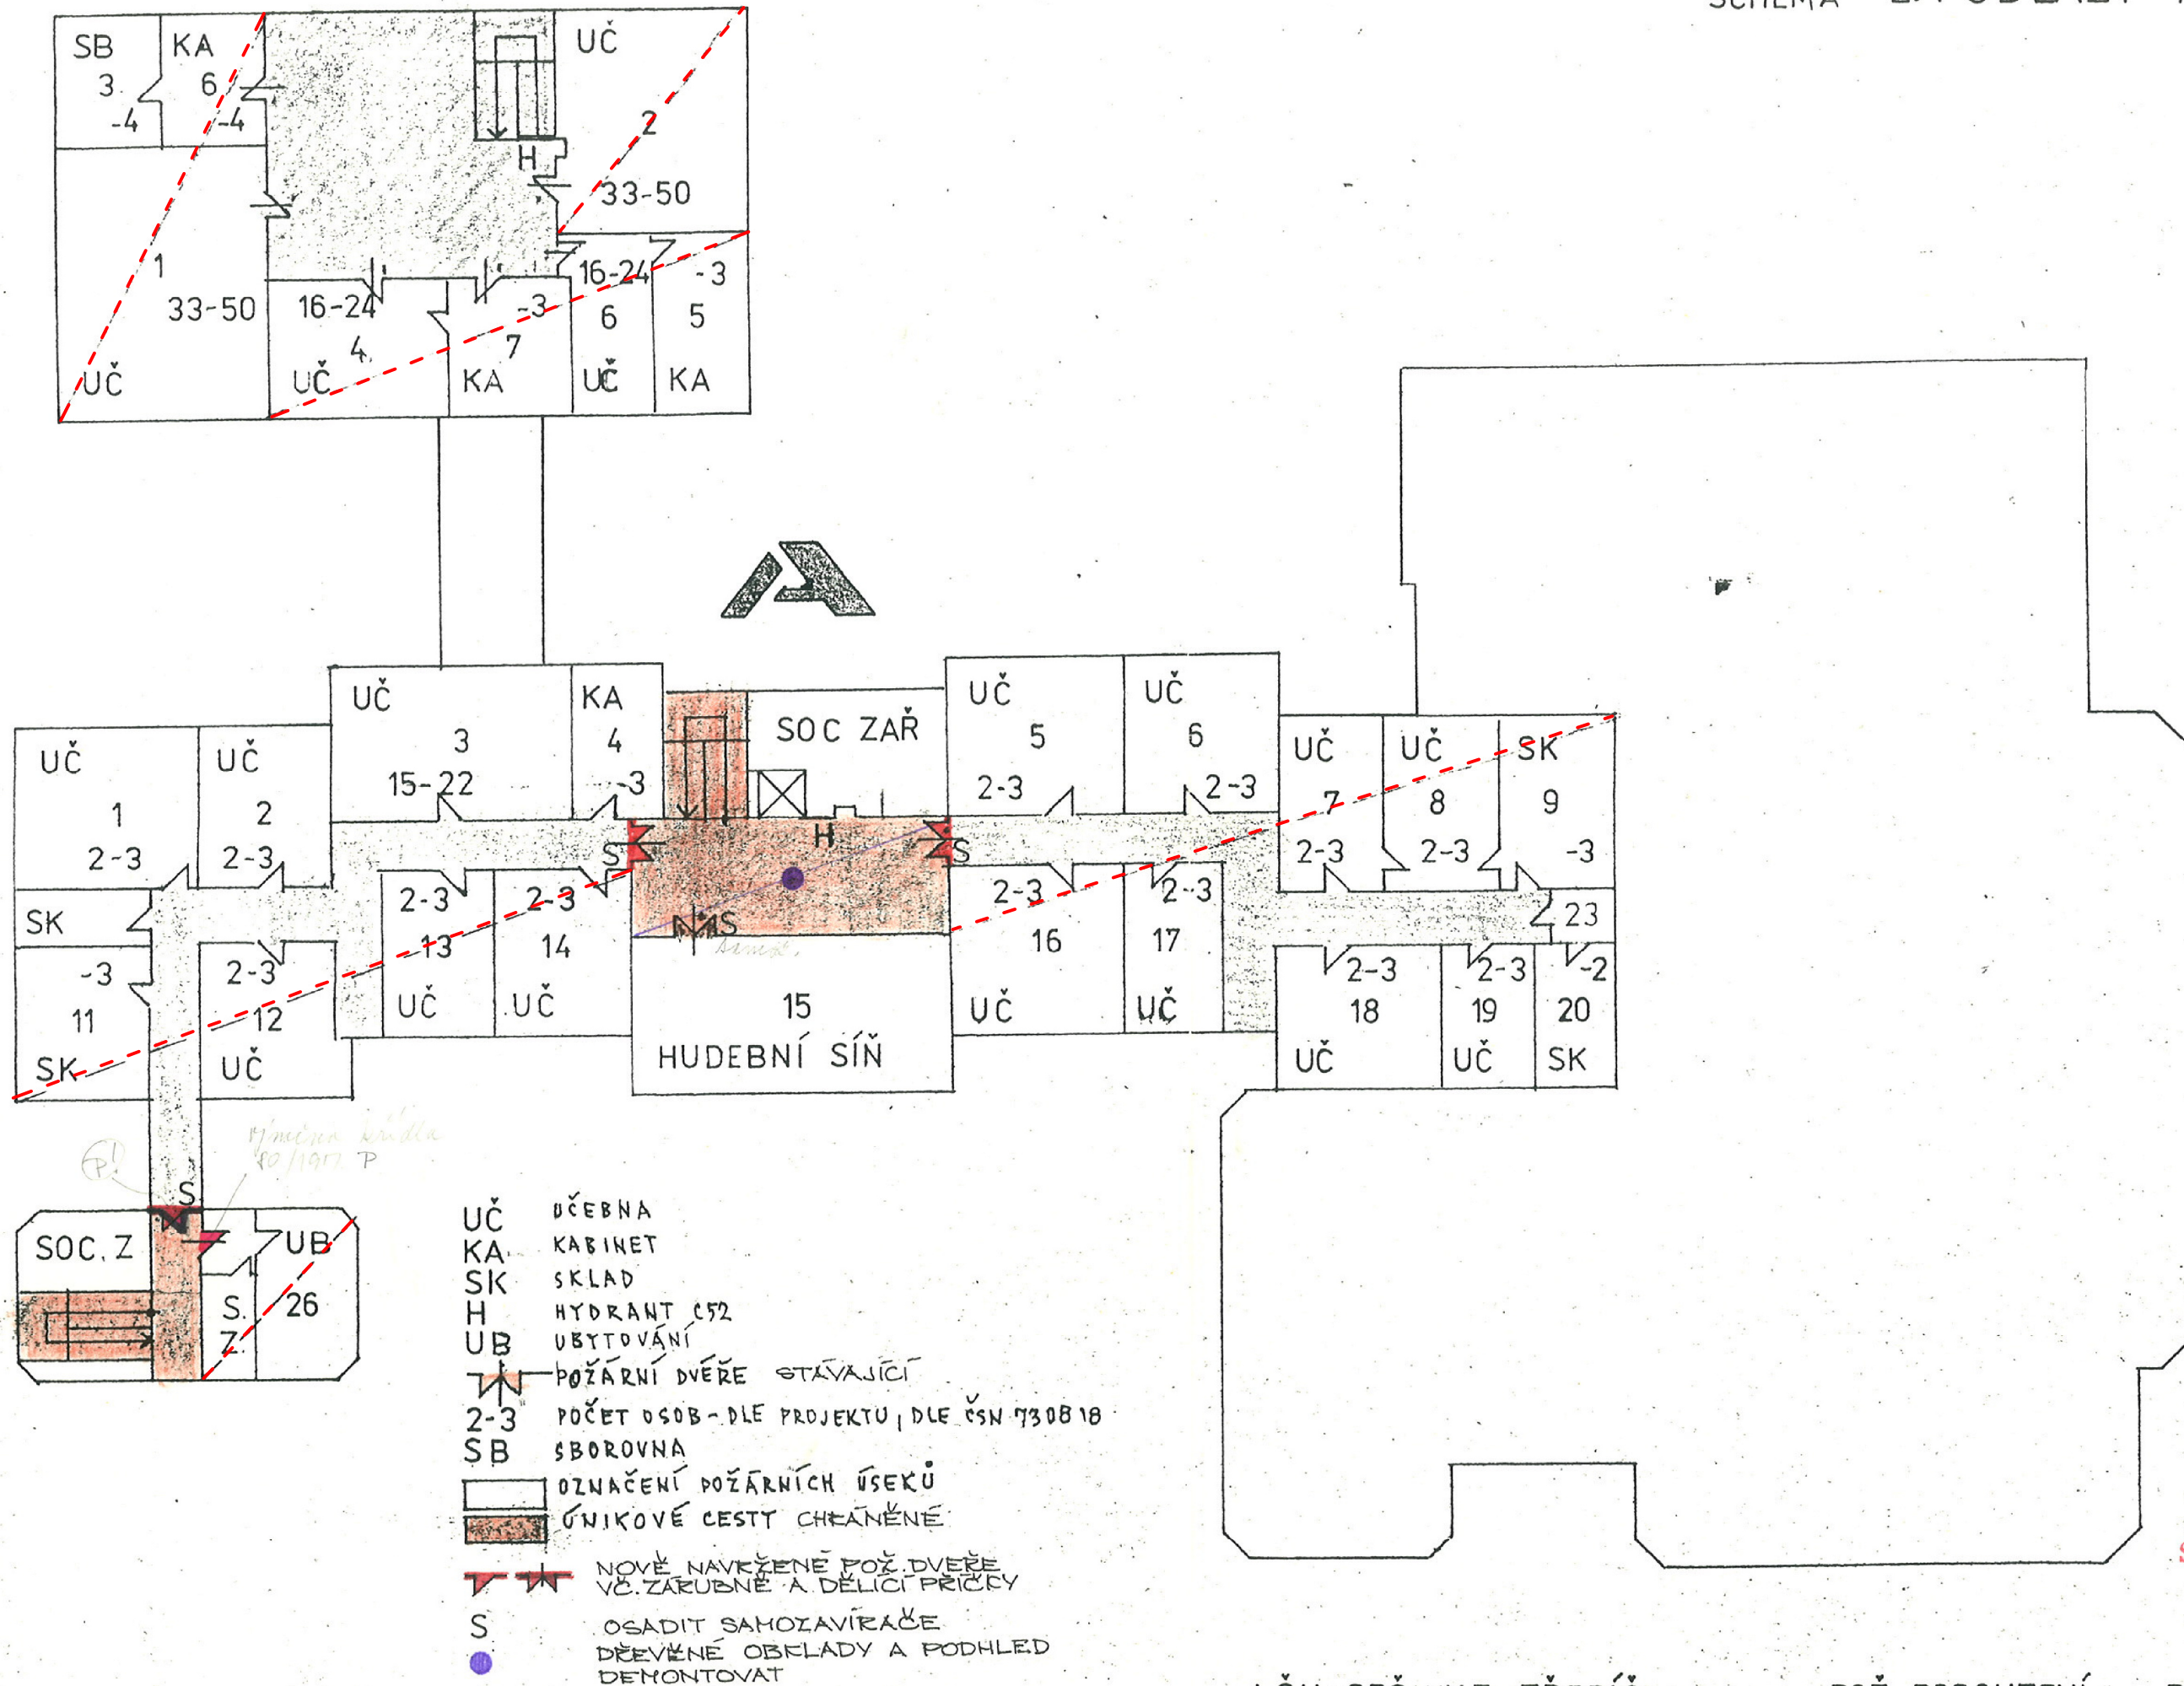 SCHEMA
SB
3
-4
KA
6
-4
UČ
2
33-50
H
1
33-50
UČ
16-24
4
UČ
-3
7
KA
16-24
6
UČ
-3
5
KA
A
UČ
1
2-3
UČ
2
2-3
UČ
3
15-22
KA
4
-3
SOC ZAŘ
UČ
5
2-3
UČ
6
2-3
UČ
7
2-3
UČ
8
2-3
SK
9
-3
S
H
S
SK
-3
11
SK
2-3
12
UČ
2-3
13
UČ
2-3
14
UČ
S
15
HUDEBNÍ SÍŇ
2-3
16
UČ
2-3
17
UČ
23
2-3
18
UČ
2-3
19
UČ
-2
20
SK
P!
P
S
SOC. Z
UB
26
S.
Z.
UČ UČEBNA
KA KABINET
SK SKLAD
H HYDRANT C52
UB UBYTOVÁNÍ
POŽÁRNÍ DVEŘE STÁVAJÍCÍ
2-3 POČET OSOB-DLE PROJEKTU, DLE ČSN 730818
SB SBOROVNA
OZNAČENÍ POŽÁRNÍCH ÚSEKŮ
ÚNIKOVÉ CESTY CHRÁNĚNÉ
NOVĚ NAVRŽENÉ POŽ. DVEŘE
VČ. ZÁRUBNĚ A DĚLÍCÍ PŘÍČKY
S OSADIT SAMOZAVÍRAČE
DŘEVĚNÉ OBKLADY A PODHLED
DEMONTOVAT